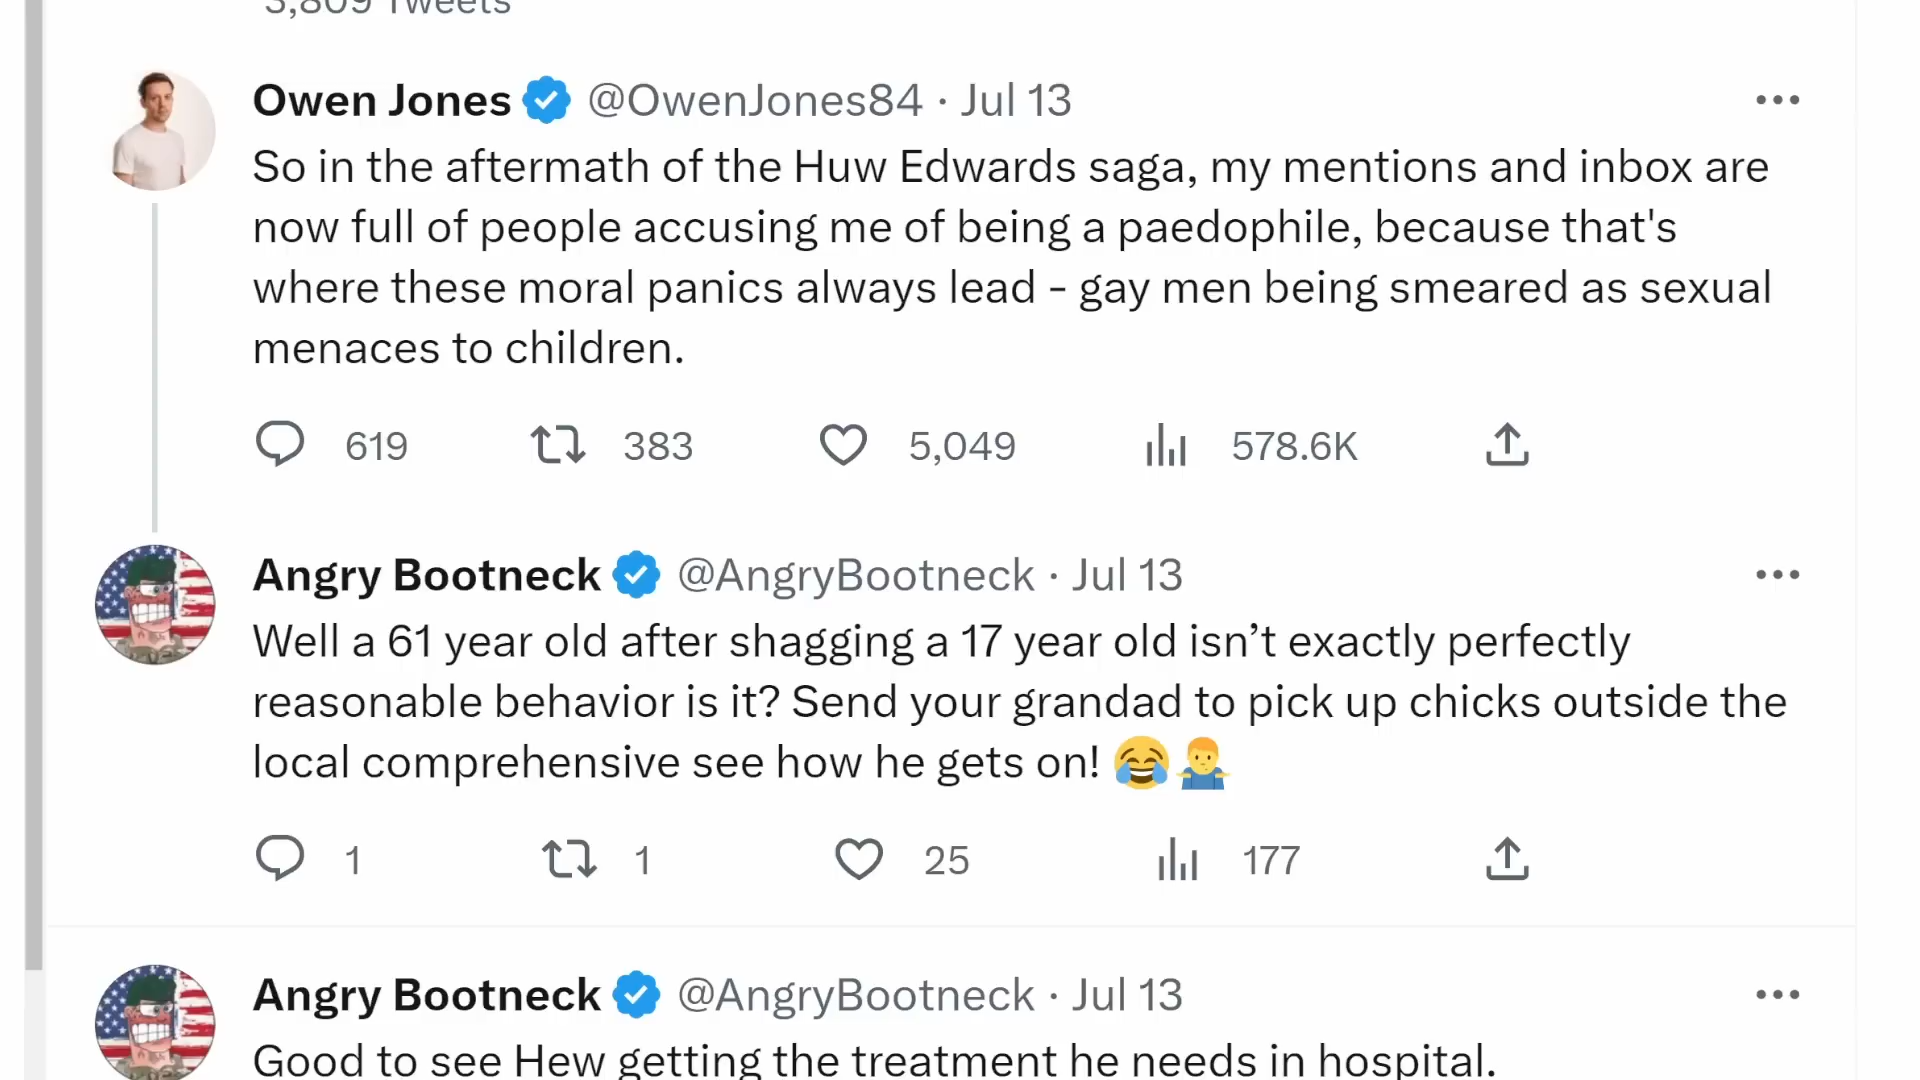 3,809 Tweets
Owen Jones @OwenJones84 · Jul 13
So in the aftermath of the Huw Edwards saga, my mentions and inbox are
now full of people accusing me of being a paedophile, because that's
where these moral panics always lead - gay men being smeared as sexual
menaces to children.
619 383 5,049 578.6K
Angry Bootneck @AngryBootneck · Jul 13
Well a 61 year old after shagging a 17 year old isn’t exactly perfectly
reasonable behavior is it? Send your grandad to pick up chicks outside the
local comprehensive see how he gets on! 😂🤷‍♂️
1 1 25 177
Angry Bootneck @AngryBootneck · Jul 13
Good to see Hew getting the treatment he needs in hospital.